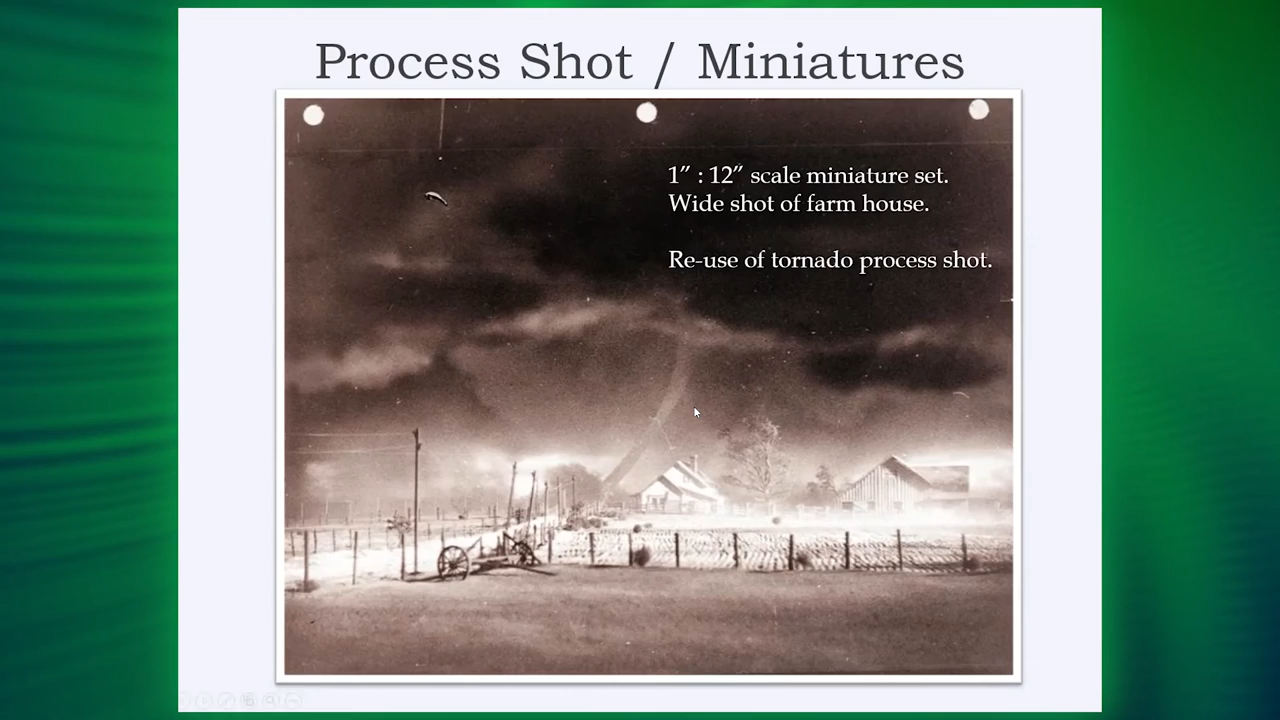 Process Shot / Miniatures
1” : 12” scale miniature set.
Wide shot of farm house.
Re-use of tornado process shot.